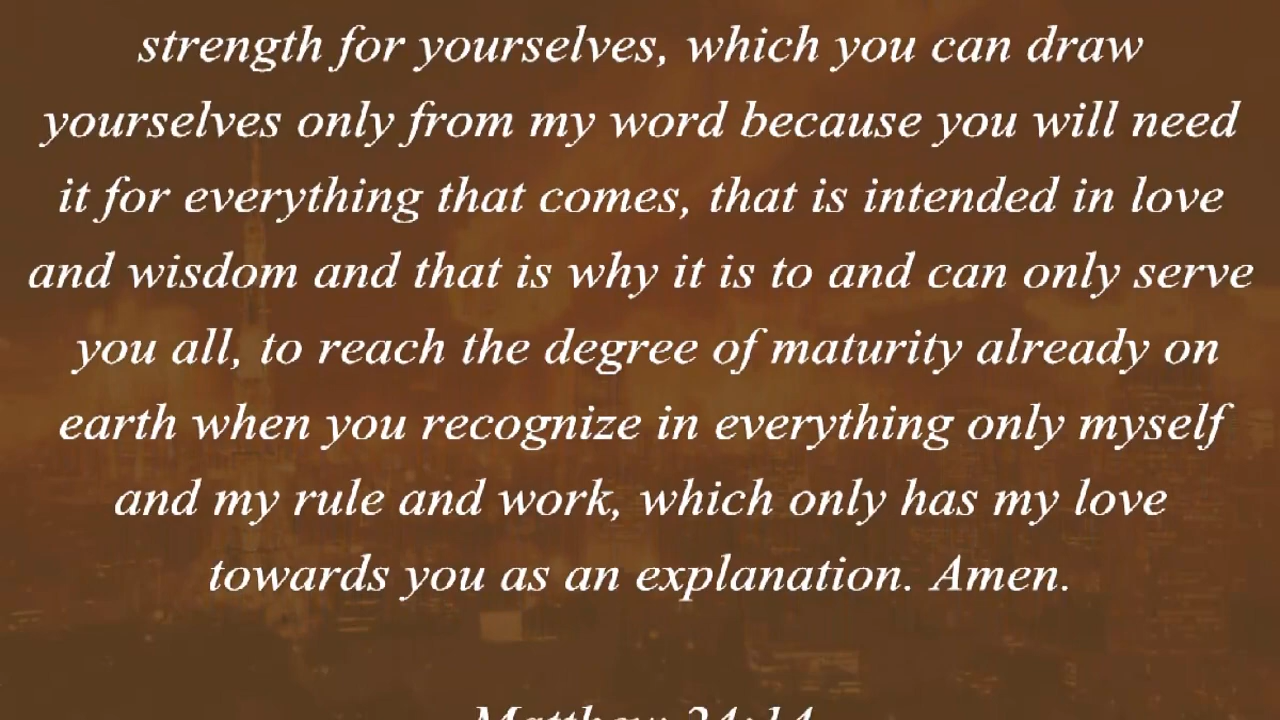 strength for yourselves, which you can draw
yourselves only from my word because you will need
it for everything that comes, that is intended in love
and wisdom and that is why it is to and can only serve
you all, to reach the degree of maturity already on
earth when you recognize in everything only myself
and my rule and work, which only has my love
towards you as an explanation. Amen.
Matthew 24:14